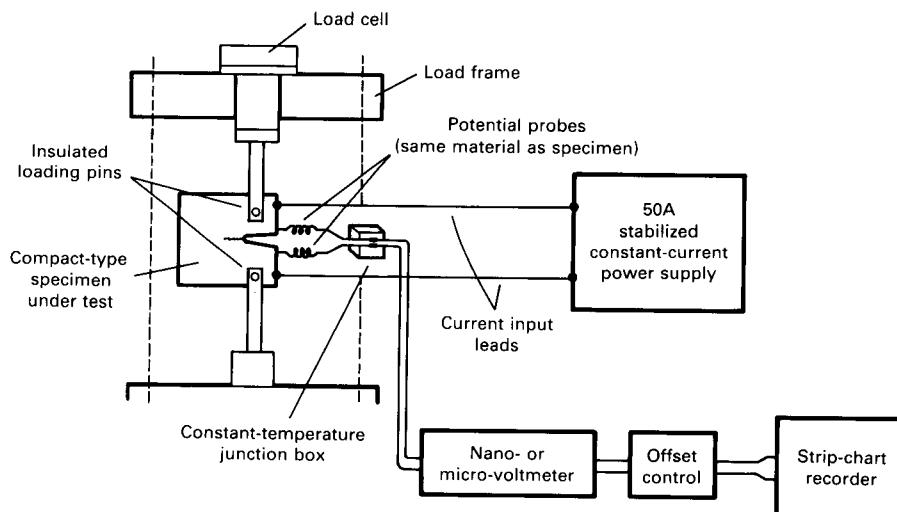 Load cell
Load frame
Potential probes
(same material as specimen)
Insulated
loading pins
50A
stabilized
constant-current
power supply
Compact-type
specimen
under test
Current input
leads
Constant-temperature
junction box
Nano- or
micro-voltmeter
Offset
control
Strip-chart
recorder